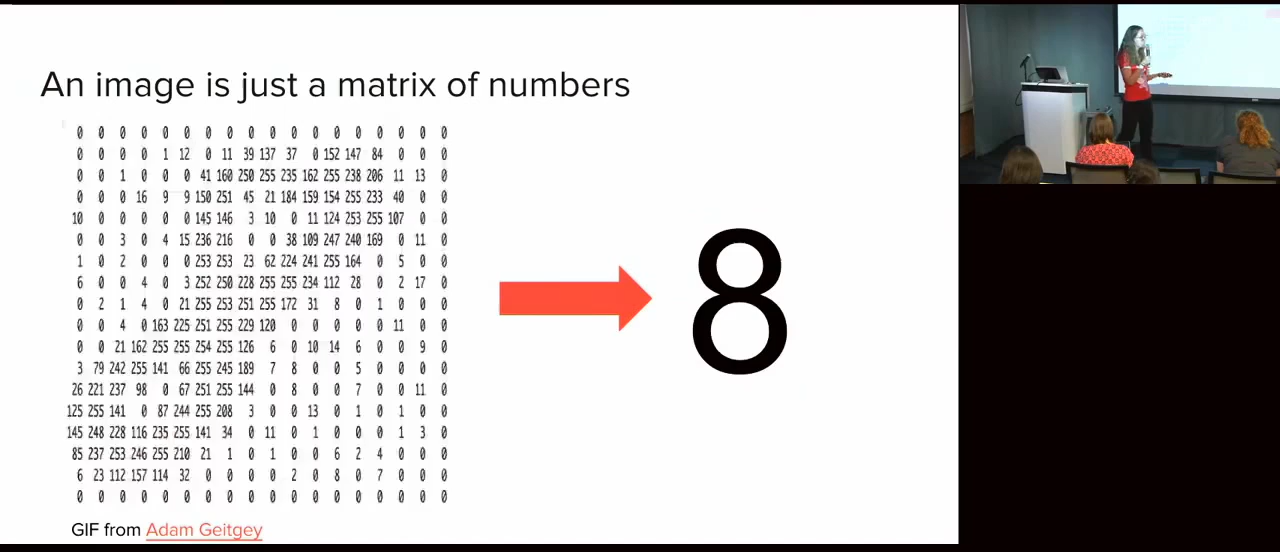 An image is just a matrix of numbers
0 0 0 0 0 0 0 0 0 0 0 0 0 0 0 0 0 0
0 0 0 0 1 12 0 11 39 137 37 0 152 147 84 0 0 0
0 0 1 0 0 0 41 160 250 255 235 162 255 238 206 11 13 0
0 0 0 16 9 9 150 251 45 21 184 159 154 255 233 40 0 0
10 0 0 0 0 0 145 146 3 10 0 11 124 253 255 107 0 0
0 0 3 0 4 15 236 216 0 0 38 109 247 240 169 0 11 0
1 0 2 0 0 0 253 253 23 62 224 241 255 164 0 5 0 0
6 0 0 4 0 3 252 250 228 255 255 234 112 28 0 2 17 0
0 2 1 4 0 21 255 253 251 255 172 31 8 0 1 0 0 0
0 0 4 0 163 225 251 255 229 120 0 0 0 0 0 11 0 0
0 0 21 162 255 255 254 255 126 6 0 10 14 6 0 0 9 0
3 79 242 255 141 66 255 245 189 7 8 0 0 5 0 0 0 0
26 221 237 98 0 67 251 255 144 0 8 0 0 7 0 0 11 0
125 255 141 0 87 244 255 208 3 0 0 13 0 1 0 1 0 0
145 248 228 116 235 255 141 34 0 11 0 1 0 0 0 1 3 0
85 237 253 246 255 210 21 1 0 1 0 0 6 2 4 0 0 0
6 23 112 157 114 32 0 0 0 0 2 0 8 0 7 0 0 0
0 0 0 0 0 0 0 0 0 0 0 0 0 0 0 0 0 0
8
GIF from Adam Geitgey